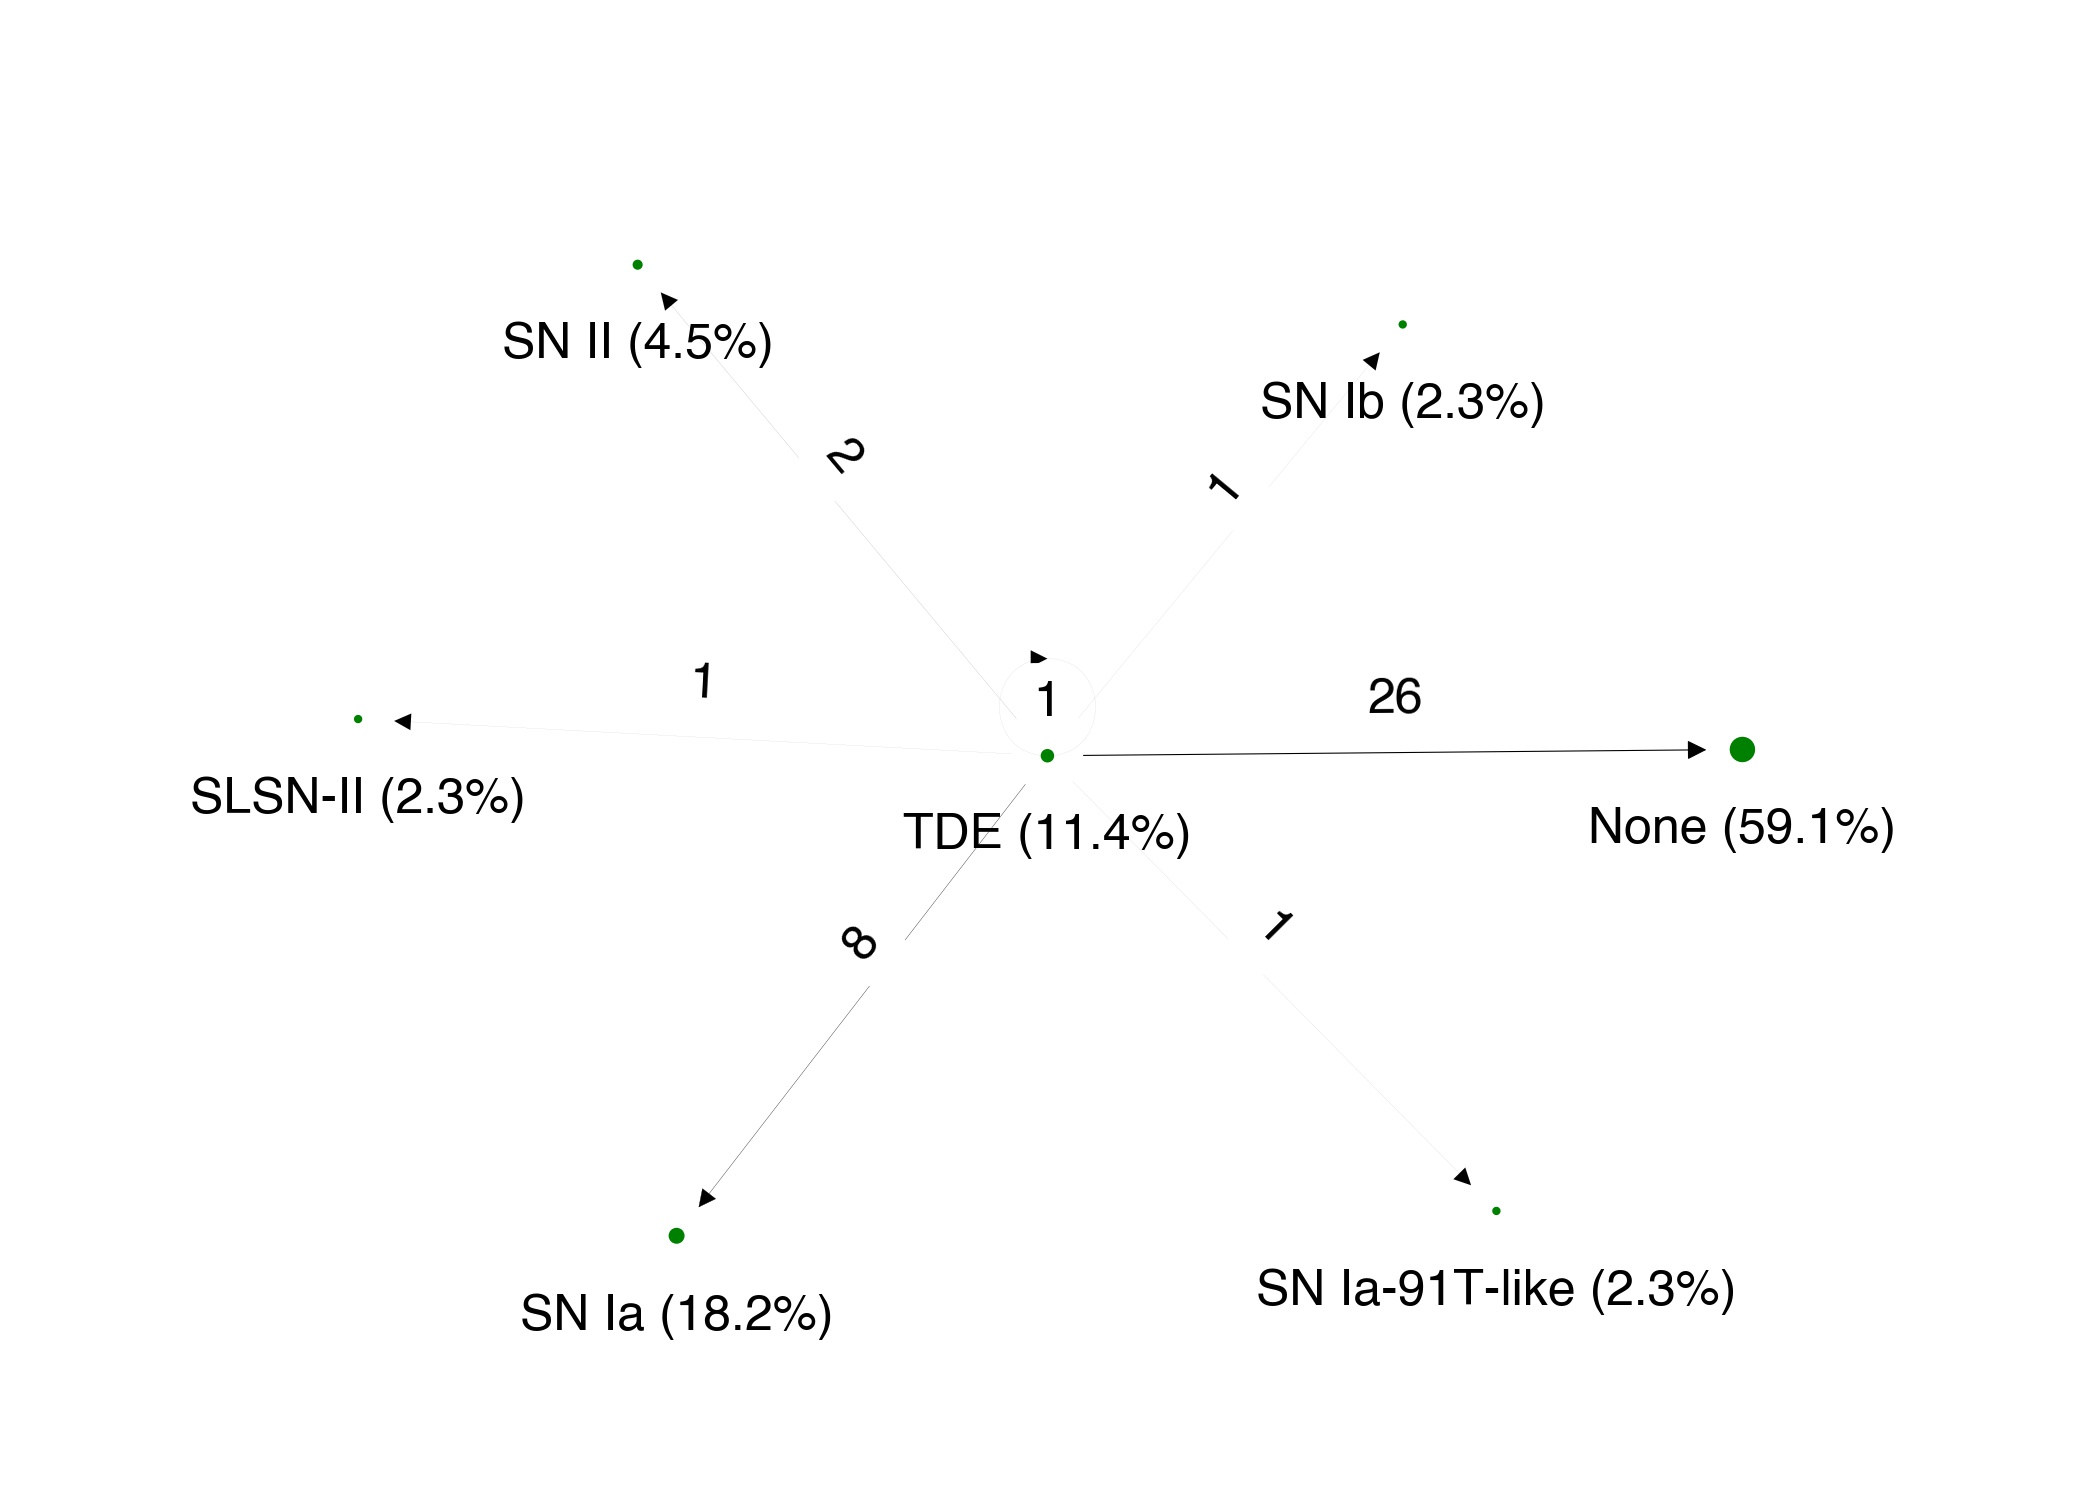 SN II (4.5%)
SN Ib (2.3%)
2
1
1
1
26
SLSN-II (2.3%)
TDE (11.4%)
None (59.1%)
8
1
SN Ia (18.2%)
SN Ia-91T-like (2.3%)